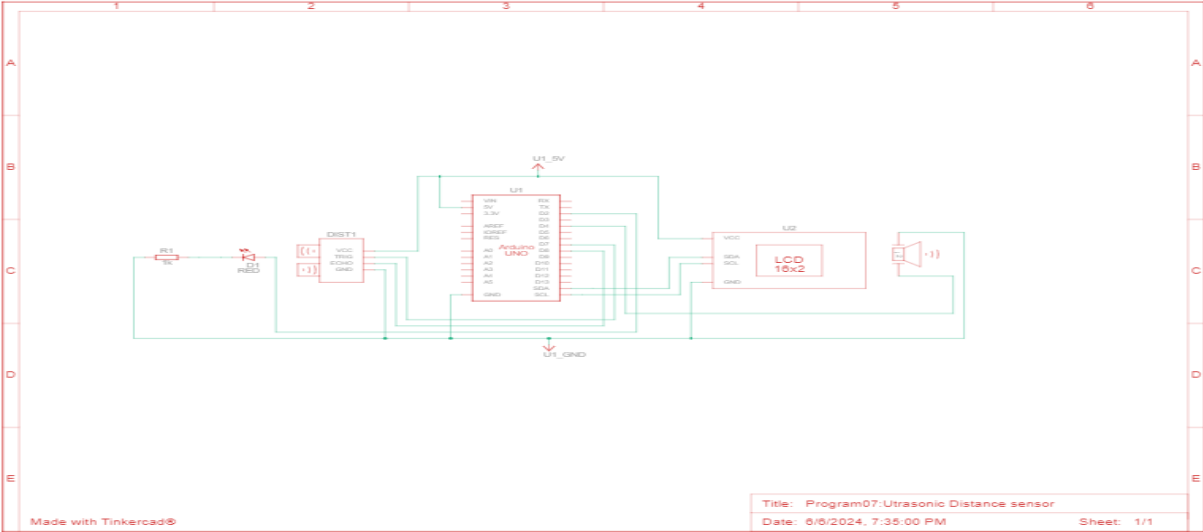 1 2 3 4 5 6
A A
B B
C C
D D
E E
U1_5V
U1
VIN
5V
3.3V
AREF
IOREF
RES
A0
A1
A2
A3
A4
A5
GND
Arduino
UNO
RX
TX
D2
D3
D4
D5
D6
D7
D8
D9
D10
D11
D12
D13
SDA
SCL
DIST1
VCC
TRIG
ECHO
GND
R1
1k
D1
RED
U2
VCC
SDA
SCL
GND
LCD
16x2
U1_GND
Title: Program07:Utrasonic Distance sensor
Made with Tinkercad®
Date: 6/6/2024, 7:35:00 PM Sheet: 1/1